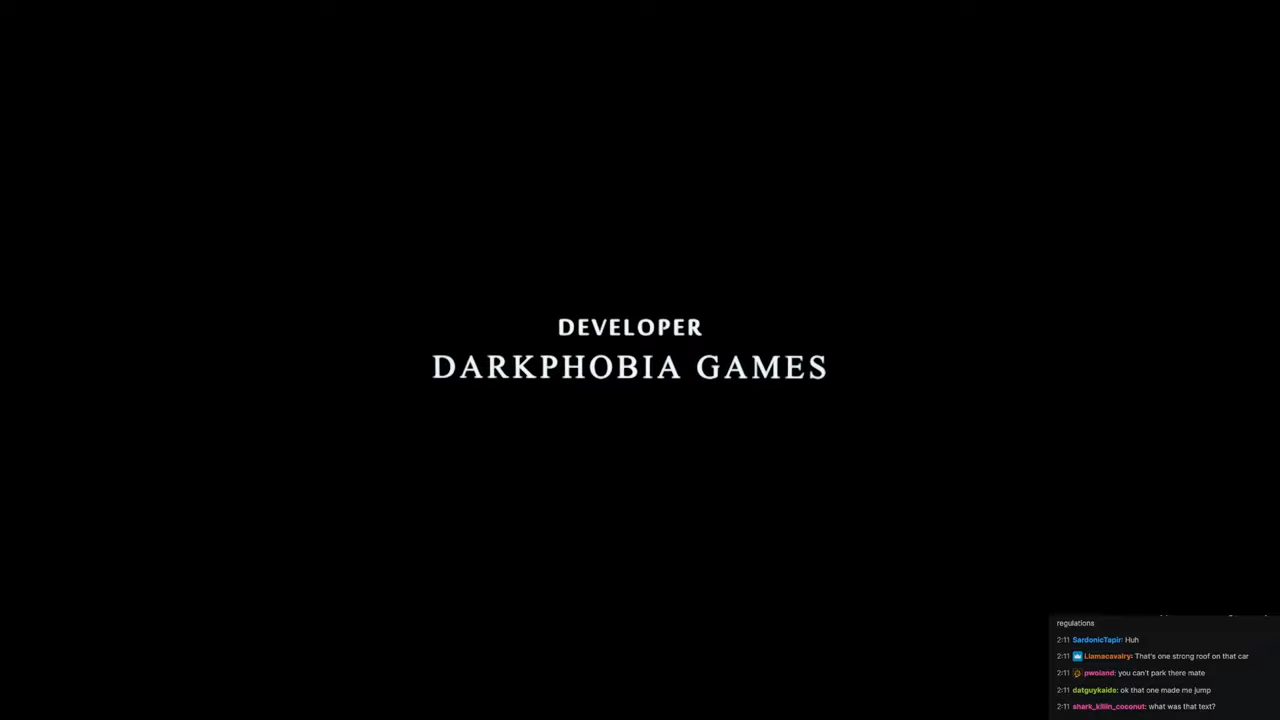 DEVELOPER
DARKPHOBIA GAMES
regulations
2:11 SardonicTapir: Huh
2:11 Llamacavalry: That's one strong roof on that car
2:11 pwoland: you can't park there mate
2:11 datguykaide: ok that one made me jump
2:11 shark_killin_coconut: what was that text?